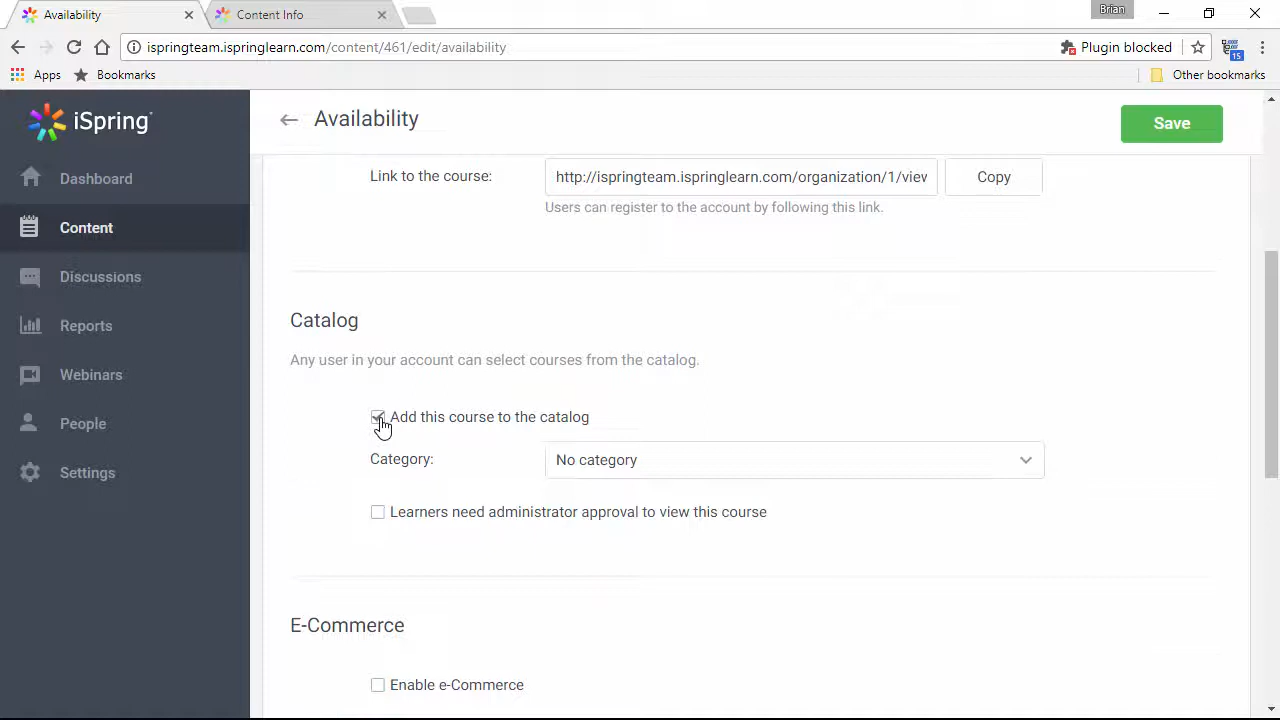 Availability
Content Info
Brian
ispringteam.ispringlearn.com/content/461/edit/availability
Plugin blocked
15
Apps
Bookmarks
Other bookmarks
iSpring
Availability
Save
Dashboard
Content
Discussions
Reports
Webinars
People
Settings
Link to the course:
http://ispringteam.ispringlearn.com/organization/1/view
Copy
Users can register to the account by following this link.
Catalog
Any user in your account can select courses from the catalog.
Add this course to the catalog
Category:
No category
Learners need administrator approval to view this course
E-Commerce
Enable e-Commerce